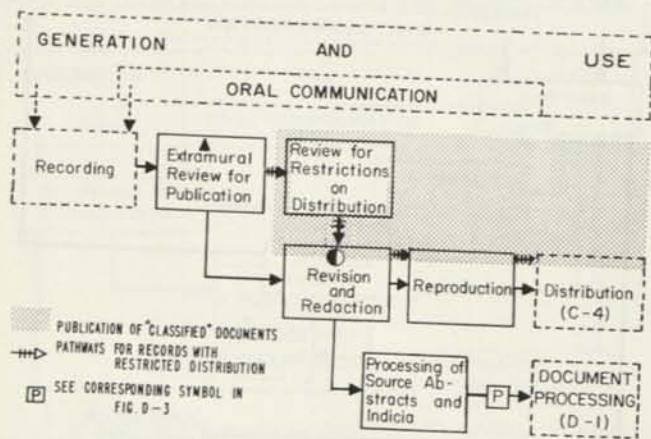 GENERATION AND USE
ORAL COMMUNICATION
Recording
Extramural
Review for
Publication
Review for
Restrictions
on
Distribution
Revision
and
Redaction
Reproduction
Distribution
(C-4)
PUBLICATION OF "CLASSIFIED" DOCUMENTS
PATHWAYS FOR RECORDS WITH
RESTRICTED DISTRIBUTION
P SEE CORRESPONDING SYMBOL IN
FIG. D-3
Processing of
Source Ab-
stracts and
Indicia
P
DOCUMENT
PROCESSING
(D-1)